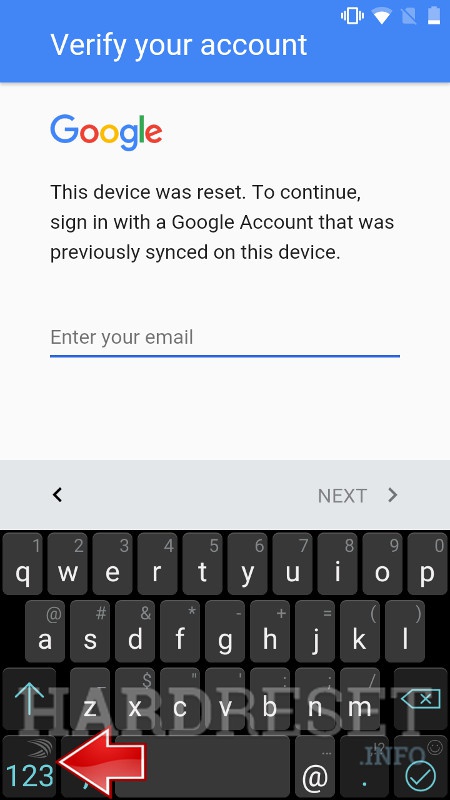 Verify your account
Google
This device was reset. To continue,
sign in with a Google Account that was
previously synced on this device.
Enter your email
NEXT
1 2 3 4 5 6 7 8 9 0
q w e r t y u i o p
@ # & * - + = ( )
a s d f g h j k l
_ $ " ' : ; /
z x c v b n m
HARDRESET
.INFO
... !?
123 , @ .